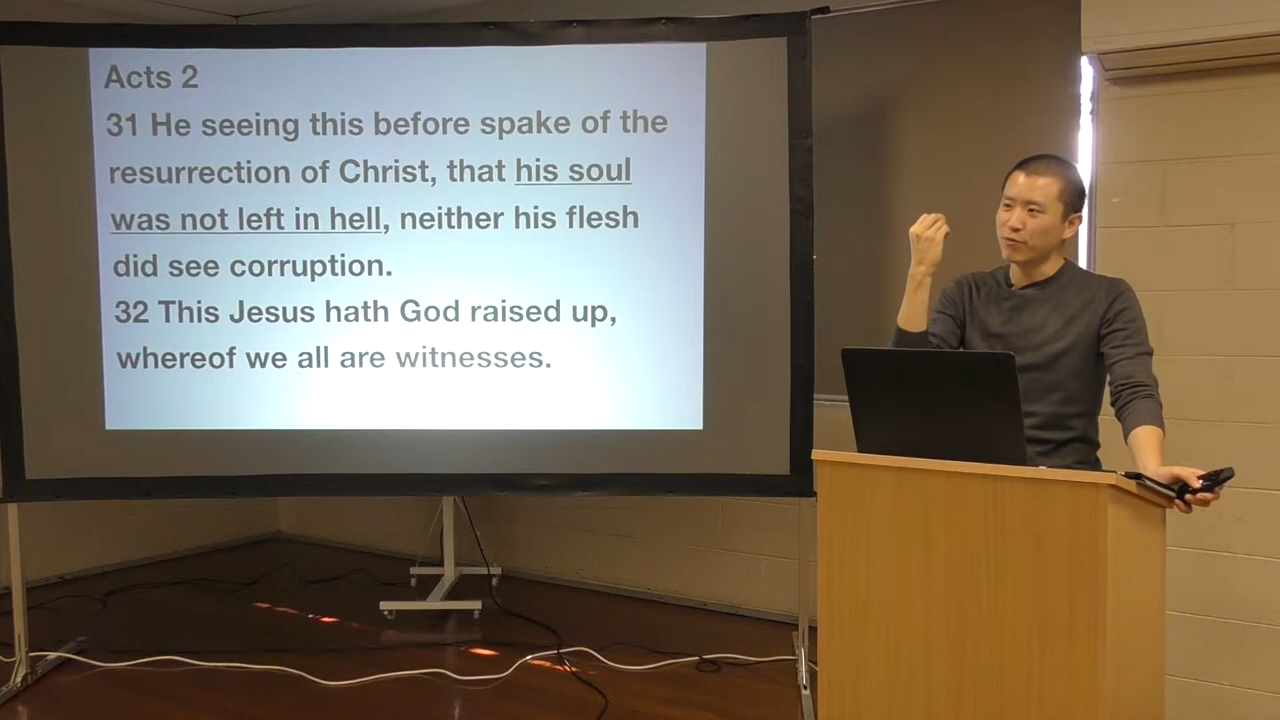 Acts 2
31 He seeing this before spake of the
resurrection of Christ, that his soul
was not left in hell, neither his flesh
did see corruption.
32 This Jesus hath God raised up,
whereof we all are witnesses.